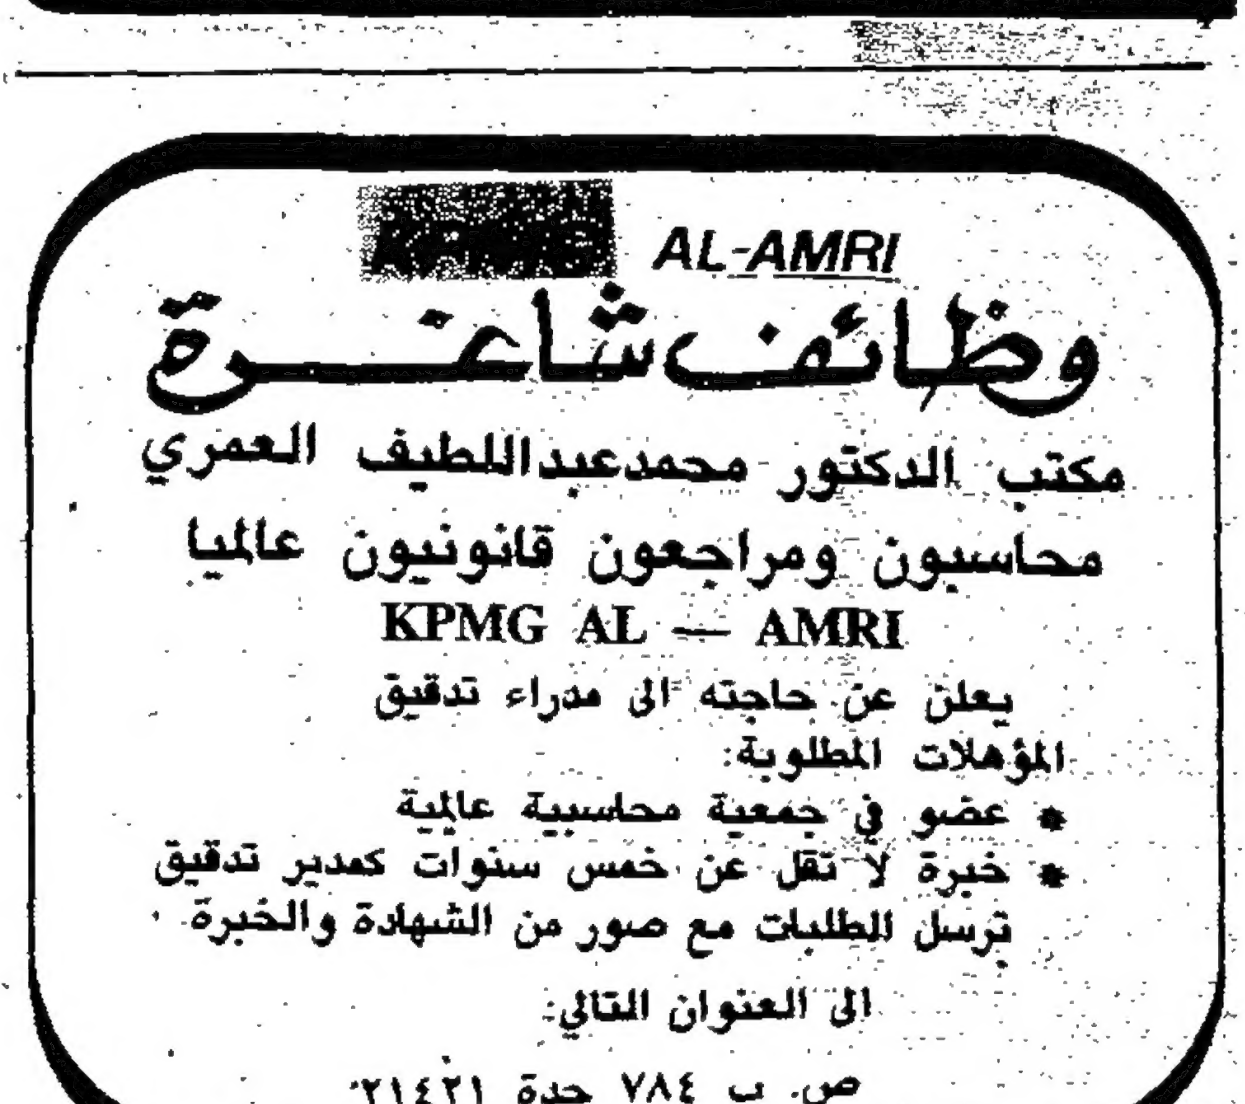 AL-AMRI
وظائف شاغرة
مكتب الدكتور محمد عبداللطيف العمري
محاسبون ومراجعون قانونيون عالميا
KPMG AL — AMRI
يعلن عن حاجته الى مدراء تدقيق
المؤهلات المطلوبة:
* عضو في جمعية محاسبية عالمية
* خبرة لا تقل عن خمس سنوات كمدير تدقيق
ترسل الطلبات مع صور من الشهادة والخبرة
الى العنوان التالي:
ص. ب ٧٨٤ جدة ٢١٤٢١